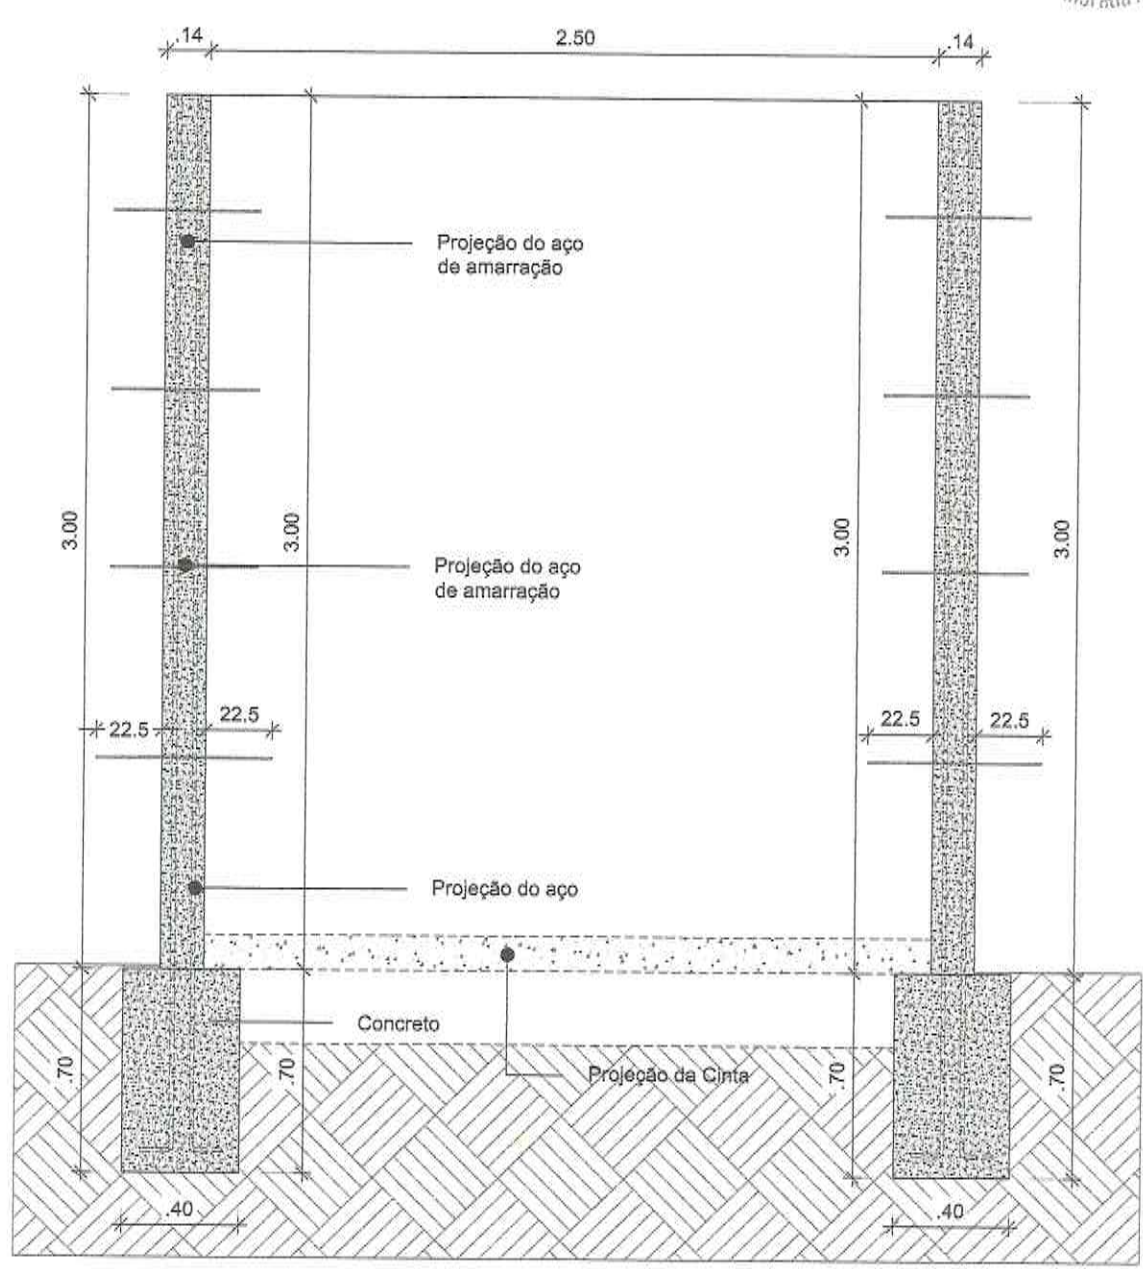 .14
2.50
.14
Projeção do aço
de amarração
3.00
3.00
3.00
3.00
Projeção do aço
de amarração
22.5
22.5
22.5
22.5
Projeção do aço
Concreto
.70
.70
Projeção da Cinta
.70
.70
.40
.40